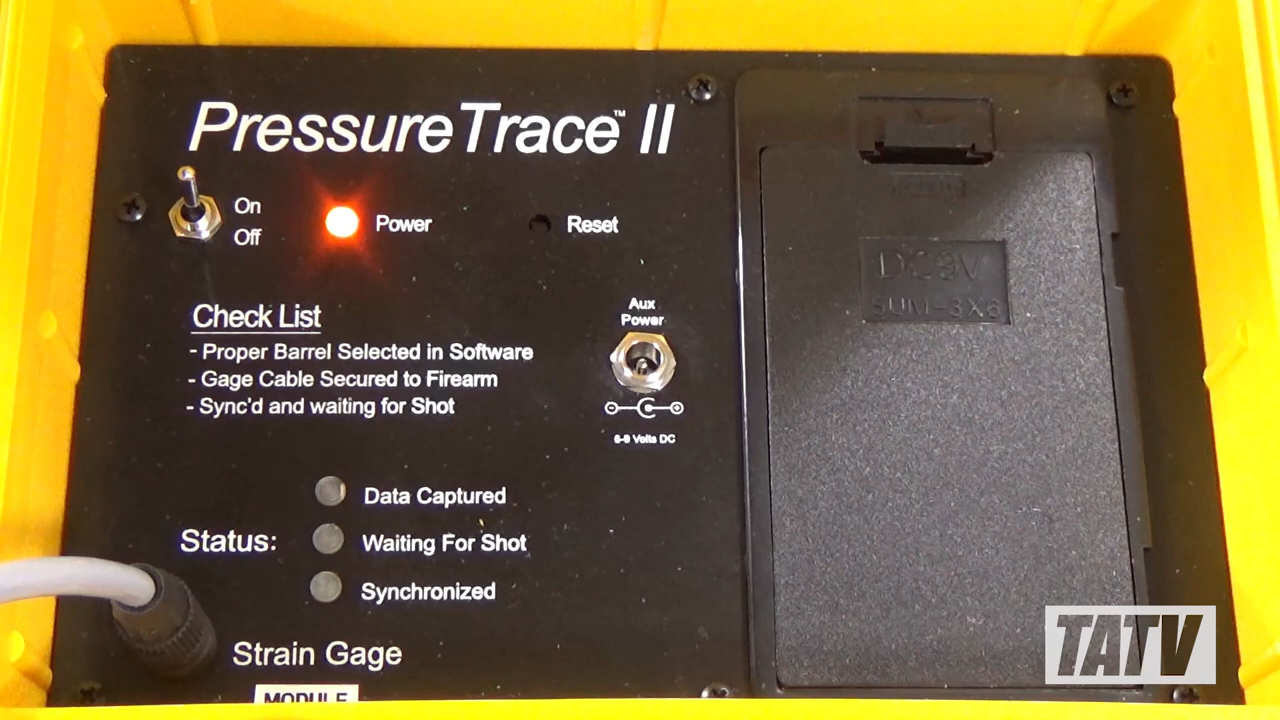 PressureTrace™ II
On
Off
Power
Reset
Check List
- Proper Barrel Selected in Software
- Gage Cable Secured to Firearm
- Sync'd and waiting for Shot
Aux
Power
6-9 Volts DC
DC9V
SUM-3X6
Status:
Data Captured
Waiting For Shot
Synchronized
Strain Gage
MODULE
TATV